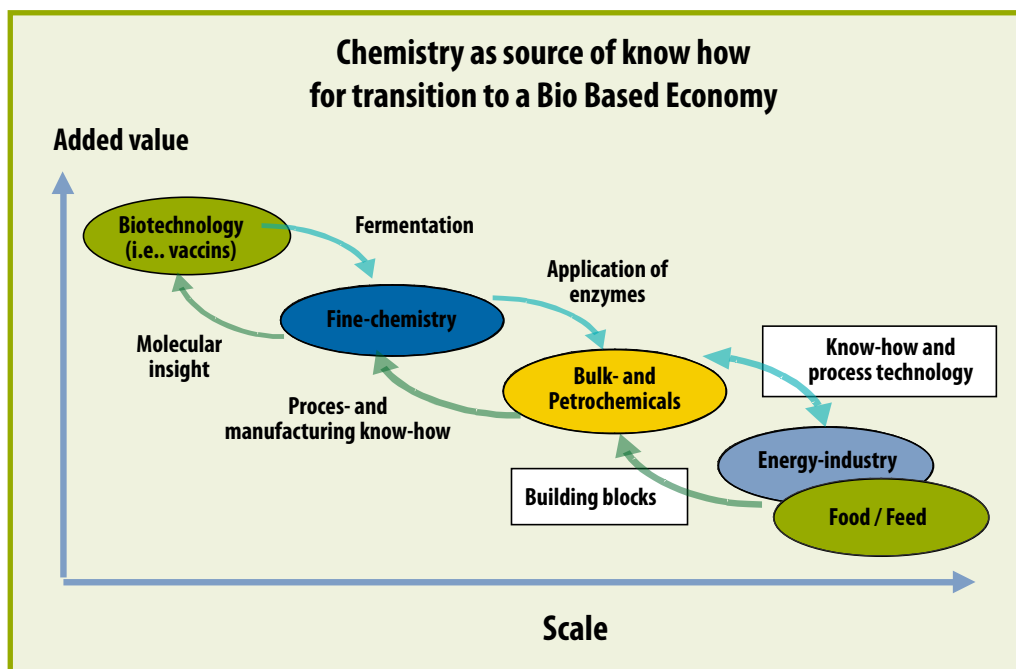 Chemistry as source of know how
for transition to a Bio Based Economy
Added value
Biotechnology
(i.e.. vaccins)
Fermentation
Application of
enzymes
Fine-chemistry
Molecular
insight
Know-how and
process technology
Bulk- and
Petrochemicals
Proces- and
manufacturing know-how
Energy-industry
Building blocks
Food / Feed
Scale